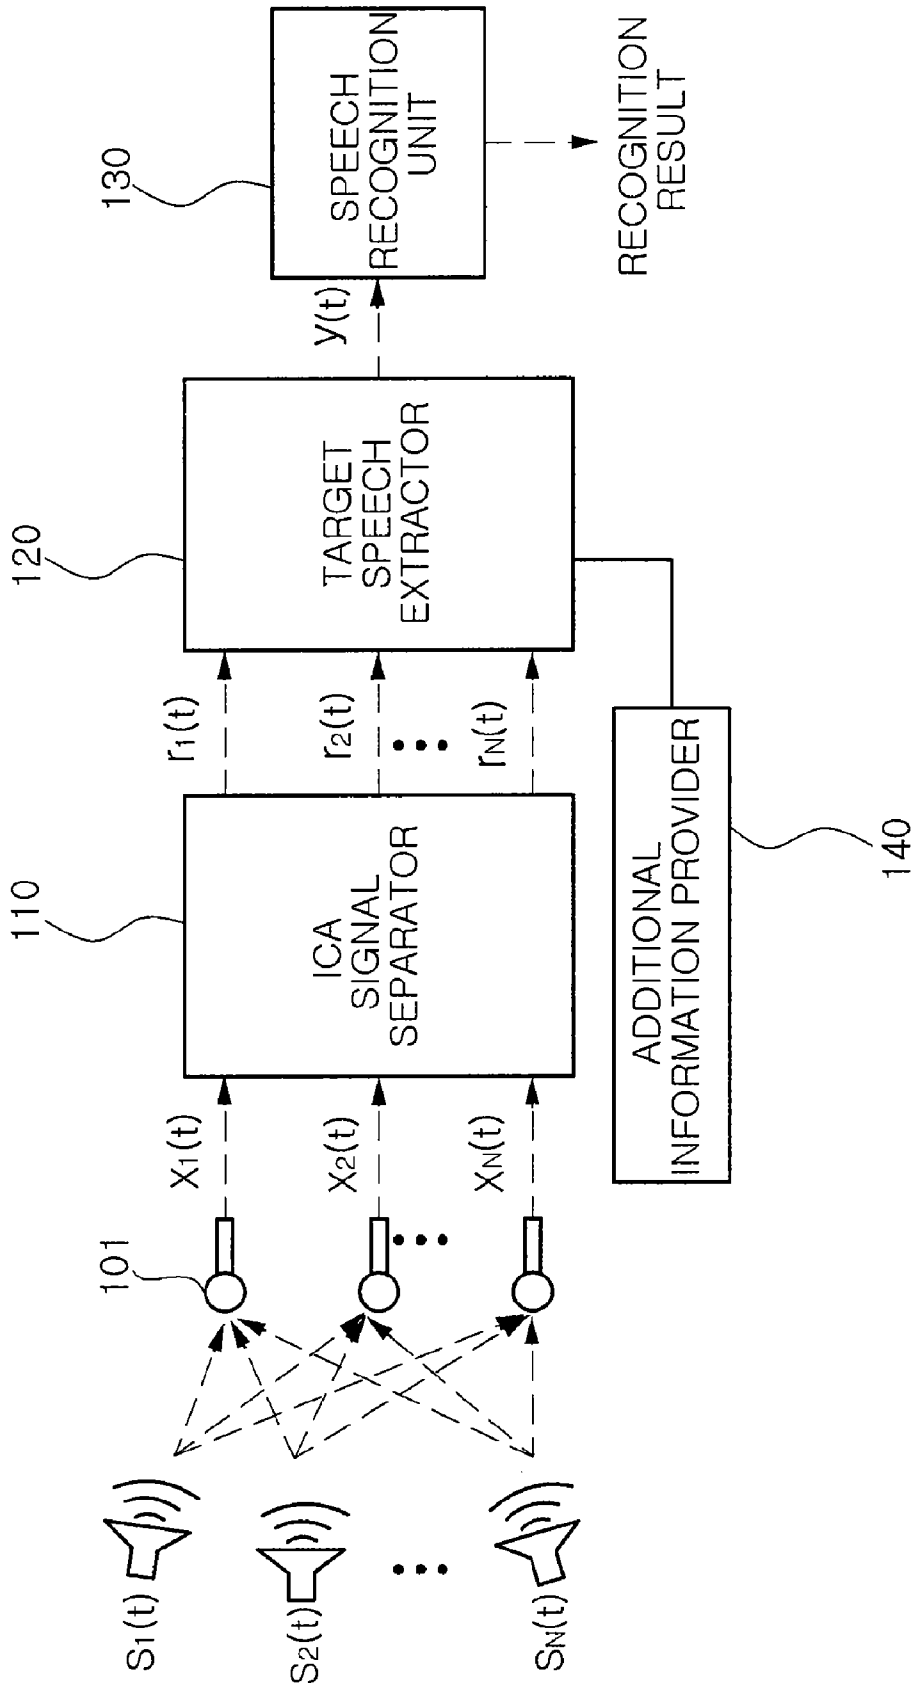 S1(t)
S2(t)
SN(t)
101
X1(t)
X2(t)
XN(t)
110
ICA
SIGNAL
SEPARATOR
r1(t)
r2(t)
rN(t)
120
TARGET
SPEECH
EXTRACTOR
ADDITIONAL
INFORMATION PROVIDER
140
y(t)
130
SPEECH
RECOGNITION
UNIT
RECOGNITION
RESULT